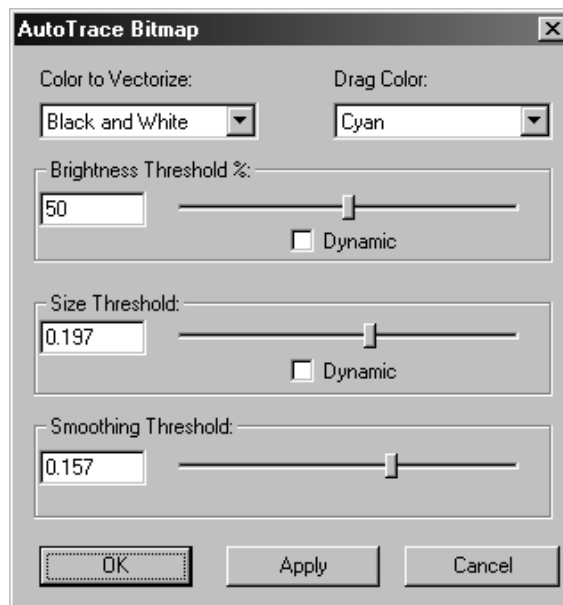 AutoTrace Bitmap
Color to Vectorize: Drag Color:
Black and White Cyan
Brightness Threshold %:
50
Dynamic
Size Threshold:
0.197
Dynamic
Smoothing Threshold:
0.157
OK Apply Cancel